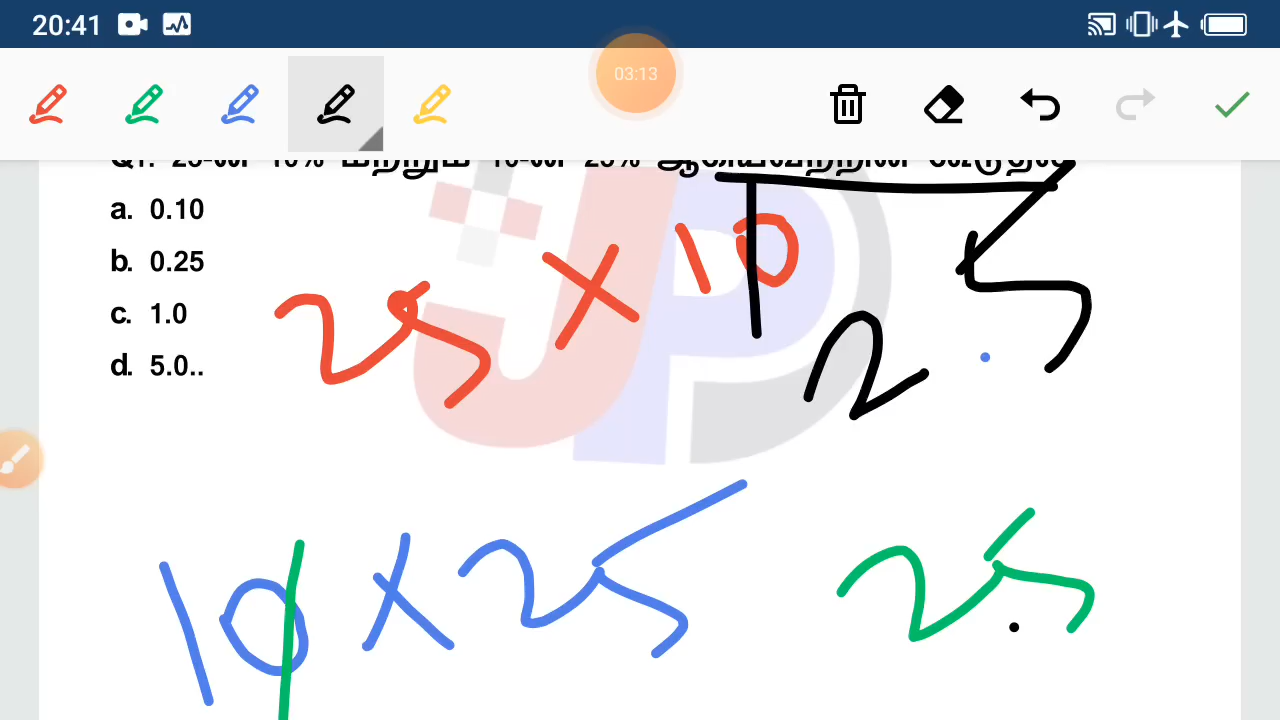 20:41
03:13
a. 0.10
b. 0.25
c. 1.0
d. 5.0..
25 × 10
2.5
10 × 25
2.5
JP